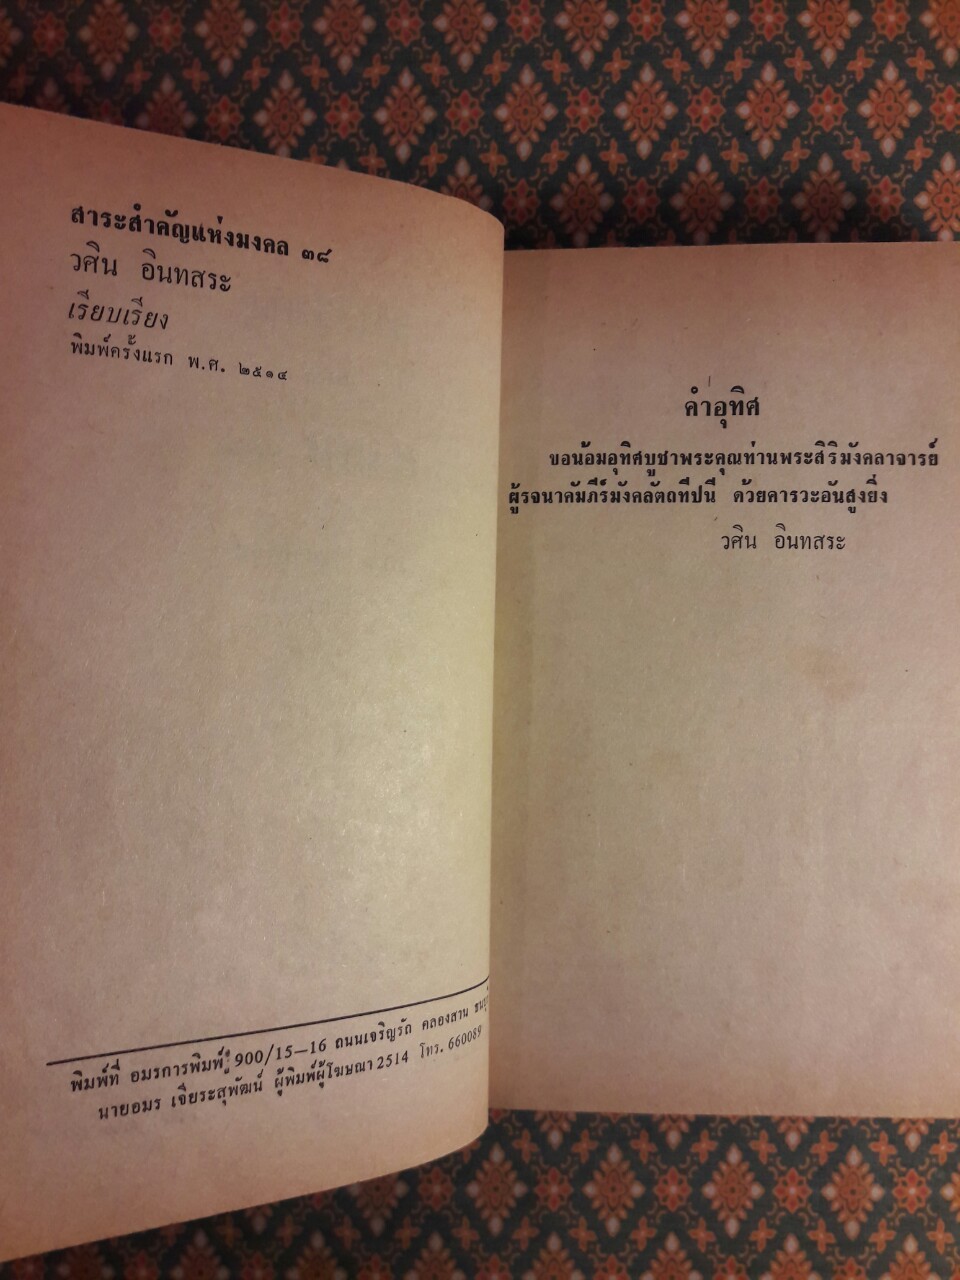 สาระสำคัญแห่งมงคล ๓๘
วศิน อินทสระ
เรียบเรียง
พิมพ์ครั้งแรก พ.ศ. ๒๕๑๔
พิมพ์ที่ อมรการพิมพ์ 900/15—16 ถนนเจริญรัถ คลองสาน
นายอมร เจียระสุพัฒน์ ผู้พิมพ์ผู้โฆษณา 2514 โทร. 660089
คำอุทิศ
ขอน้อมอุทิศบูชาพระคุณท่านพระสิริมังคลาจารย์
ผู้รจนาคัมภีร์มังคลัตถทีปนี ด้วยคารวะอันสูงยิ่ง
วศิน อินทสระ